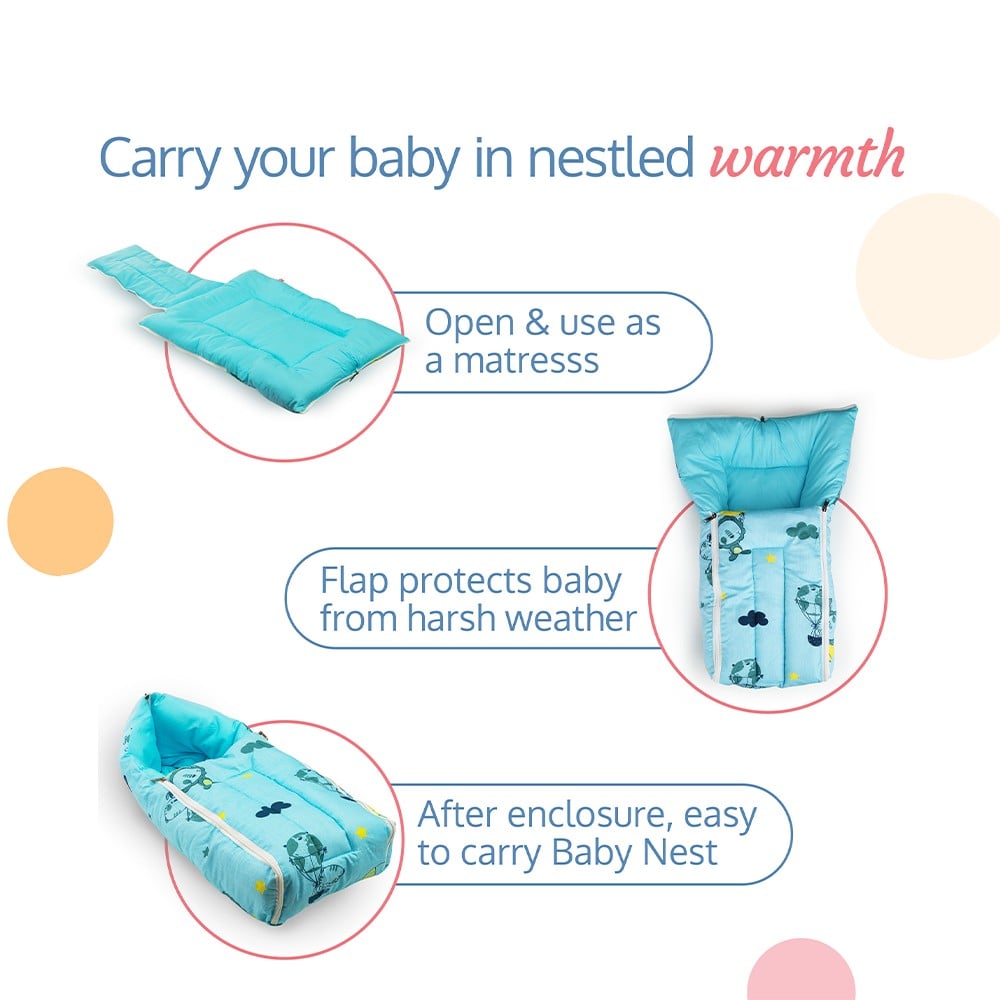 Carry your baby in nestled warmth
Open & use as
a matresss
Flap protects baby
from harsh weather
After enclosure, easy
to carry Baby Nest